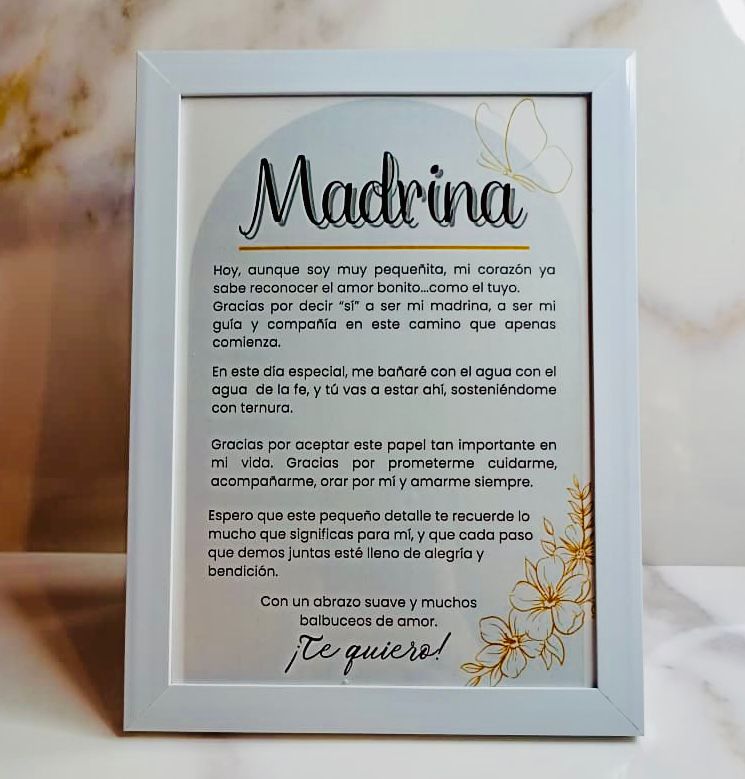 Madrina
Hoy, aunque soy muy pequeñita, mi corazón ya
sabe reconocer el amor bonito...como el tuyo.
Gracias por decir “sí” a ser mi madrina, a ser mi
guía y compañía en este camino que apenas
comienza.
En este día especial, me bañaré con el agua con el
agua de la fe, y tú vas a estar ahí, sosteniéndome
con ternura.
Gracias por aceptar este papel tan importante en
mi vida. Gracias por prometerme cuidarme,
acompañarme, orar por mí y amarme siempre.
Espero que este pequeño detalle te recuerde lo
mucho que significas para mí, y que cada paso
que demos juntas esté lleno de alegría y
bendición.
Con un abrazo suave y muchos
balbuceos de amor.
¡Te quiero!